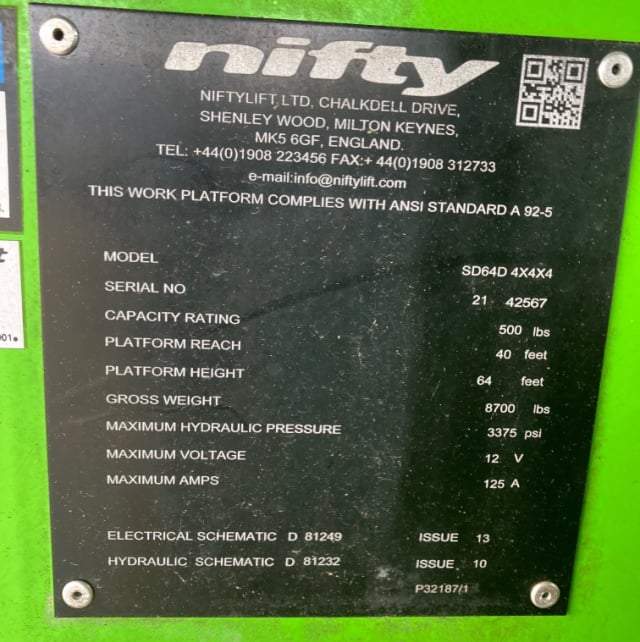 nifty
NIFTYLIFT LTD, CHALKDELL DRIVE,
SHENLEY WOOD, MILTON KEYNES,
MK5 6GF, ENGLAND.
TEL: +44(0)1908 223456 FAX:+ 44(0)1908 312733
e-mail:info@niftylift.com
THIS WORK PLATFORM COMPLIES WITH ANSI STANDARD A 92-5
MODEL SD64D 4X4X4
SERIAL NO 21 42567
CAPACITY RATING 500 lbs
PLATFORM REACH 40 feet
PLATFORM HEIGHT 64 feet
GROSS WEIGHT 8700 lbs
MAXIMUM HYDRAULIC PRESSURE 3375 psi
MAXIMUM VOLTAGE 12 V
MAXIMUM AMPS 125 A
ELECTRICAL SCHEMATIC D 81249 ISSUE 13
HYDRAULIC SCHEMATIC D 81232 ISSUE 10
P32187/1